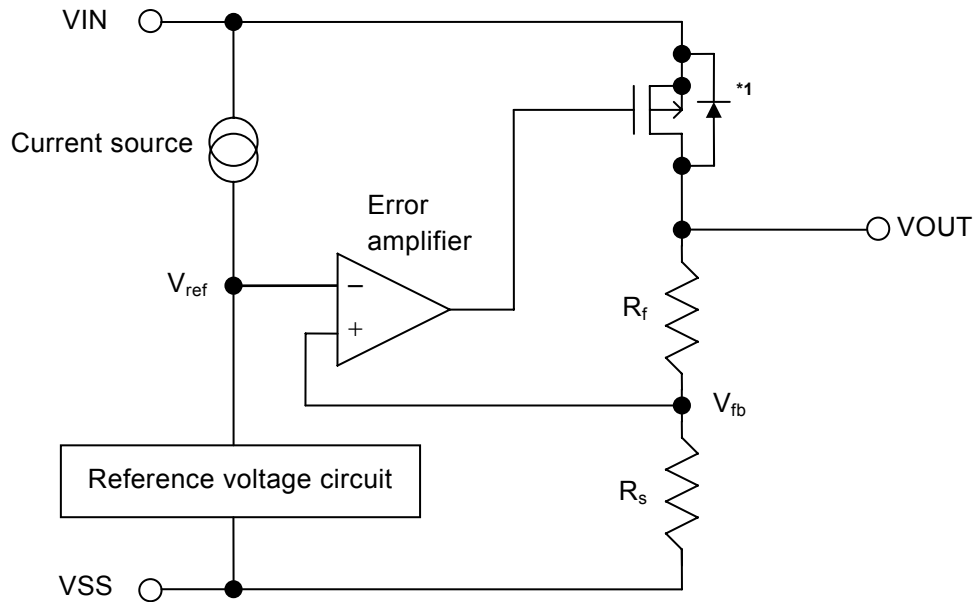 VIN
*1
Current source
Error
amplifier
VOUT
Vref
−
+
Rf
Vfb
Reference voltage circuit
Rs
VSS